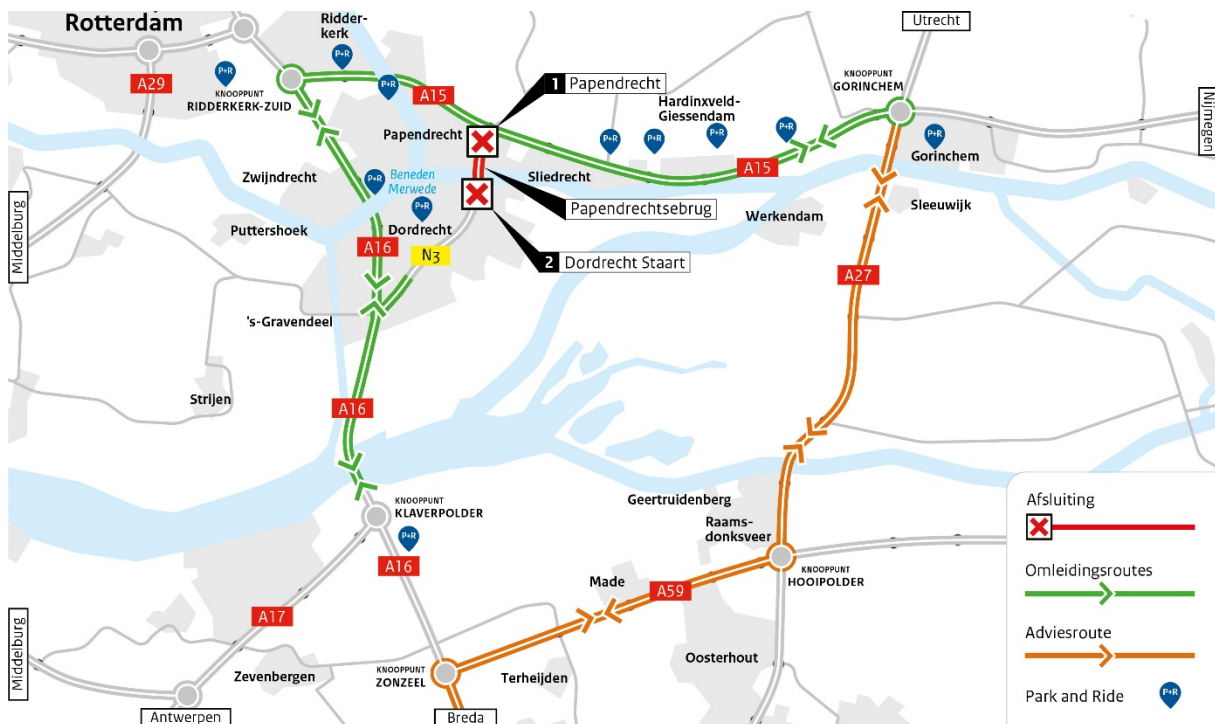 Rotterdam
Ridder-
kerk
Utrecht
P+R
KNOOPPUNT
GORINCHEM
1 Papendrecht
A29
P+R
KNOOPPUNT
RIDDERKERK-ZUID
P+R
A15
Hardinxveld-
Giessendam
Nijmegen
Papendrecht
P+R
P+R
P+R
P+R
P+R
Gorinchem
A15
Zwijndrecht
Beneden
Merwede
P+R
Sliedrecht
P+R
Papendrechtsebrug
Werkendam
Sleeuwijk
Middelburg
Puttershoek
Dordrecht
A16
N3
2 Dordrecht Staart
A27
's-Gravendeel
Strijen
A16
Geertruidenberg
Raams-
donksveer
KNOOPPUNT
KLAVERPOLDER
P+R
A16
KNOOPPUNT
HOOIPOLDER
Made
A59
A17
Middelburg
KNOOPPUNT
ZONZEEL
Zevenbergen
Terheijden
Oosterhout
Antwerpen
Breda
Afsluiting
Omleidingsroutes
Adviesroute
Park and Ride
P+R